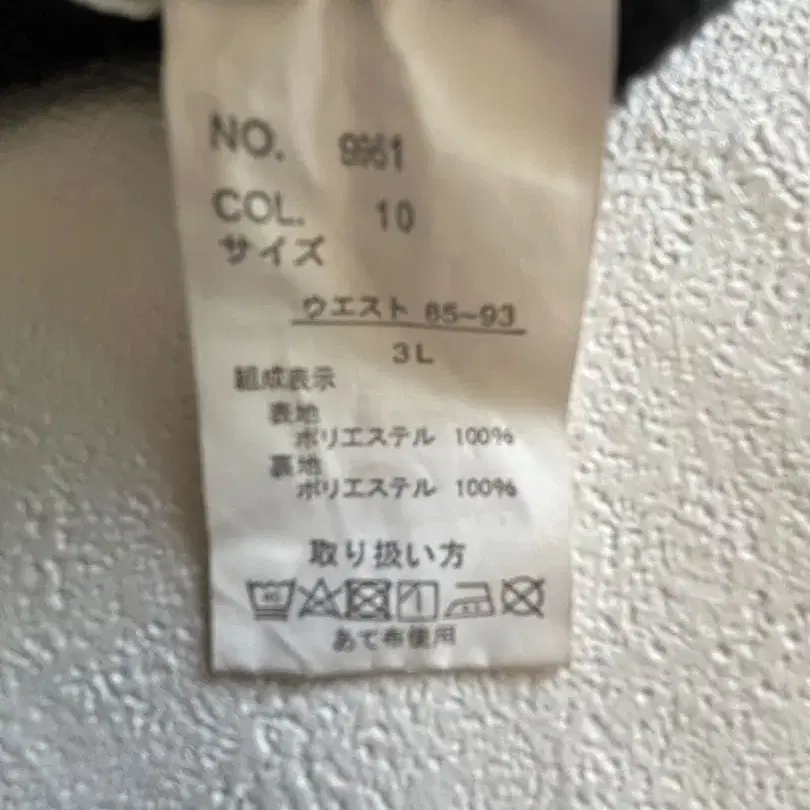 NO. 9961
COL. 10
サイズ
ウエスト 85~93
3L
組成表示
表地
ポリエステル 100%
裏地
ポリエステル 100%
取り扱い方
あて布使用